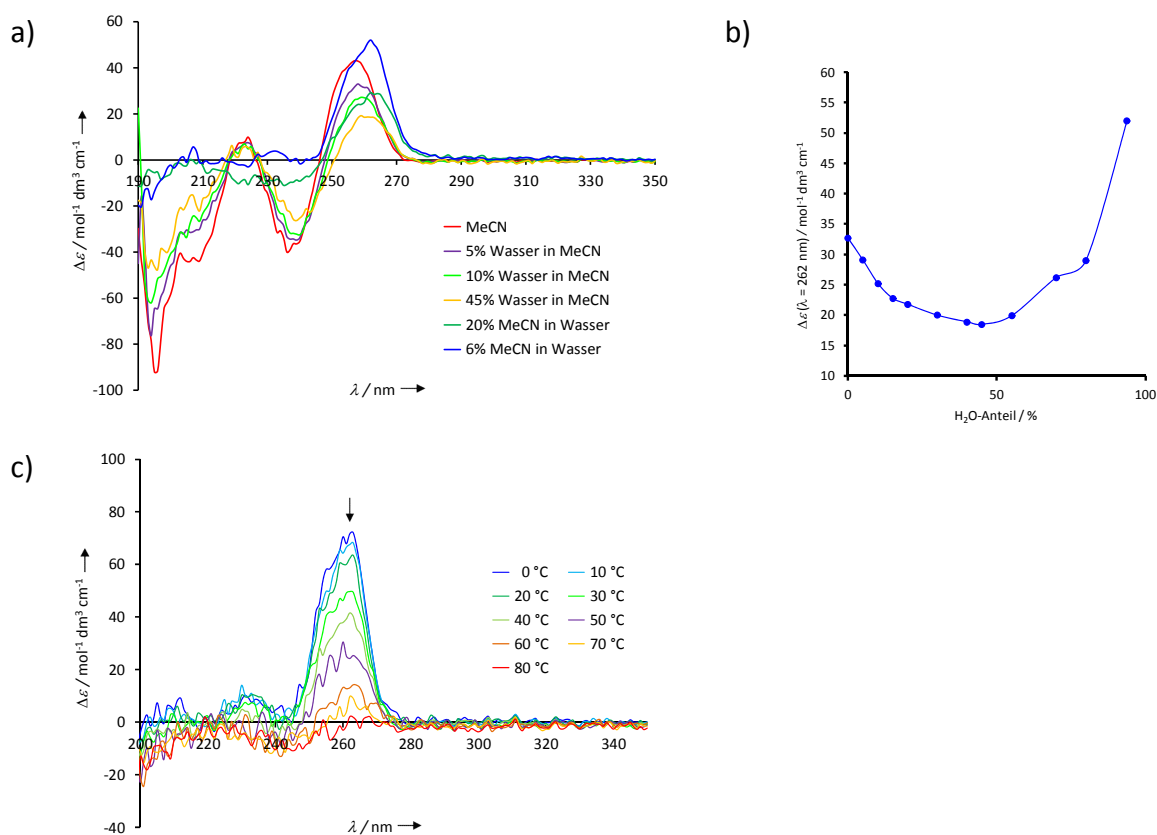 a)
60
40
20
0
-20
-40
-60
-80
-100
190 210 230 250 270 290 310 330 350
Δε / mol⁻¹ dm³ cm⁻¹
MeCN
5% Wasser in MeCN
10% Wasser in MeCN
45% Wasser in MeCN
20% MeCN in Wasser
6% MeCN in Wasser
λ / nm
b)
60
55
50
45
40
35
30
25
20
15
10
0 50 100
Δε (λ = 262 nm) / mol⁻¹ dm³ cm⁻¹
H₂O-Anteil / %
c)
100
80
60
40
20
0
-20
-40
200 220 240 260 280 300 320 340
Δε / mol⁻¹ dm³ cm⁻¹
0 °C 10 °C
20 °C 30 °C
40 °C 50 °C
60 °C 70 °C
80 °C
λ / nm